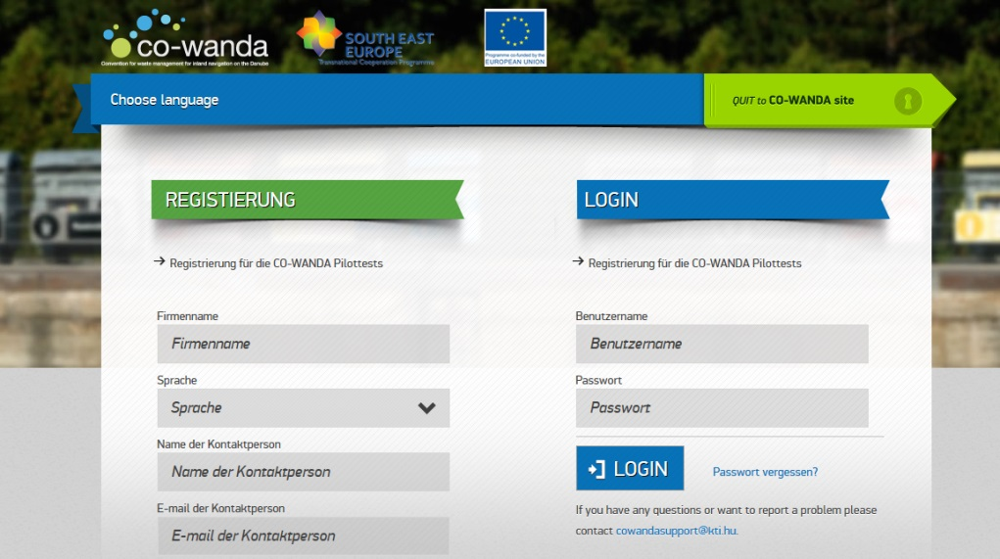 co-wanda
Convention for waste management for inland navigation on the Danube
SOUTH EAST
EUROPE
Transnational Cooperation Programme
Programme co-funded by the
EUROPEAN UNION
Choose language
QUIT to CO-WANDA site
REGISTIERUNG
→ Registrierung für die CO-WANDA Pilottests
Firmenname
Firmenname
Sprache
Sprache
Name der Kontaktperson
Name der Kontaktperson
E-mail der Kontaktperson
E-mail der Kontaktperson
LOGIN
→ Registrierung für die CO-WANDA Pilottests
Benutzername
Benutzername
Passwort
Passwort
LOGIN
Passwort vergessen?
If you have any questions or want to report a problem please
contact cowandasupport@kti.hu.